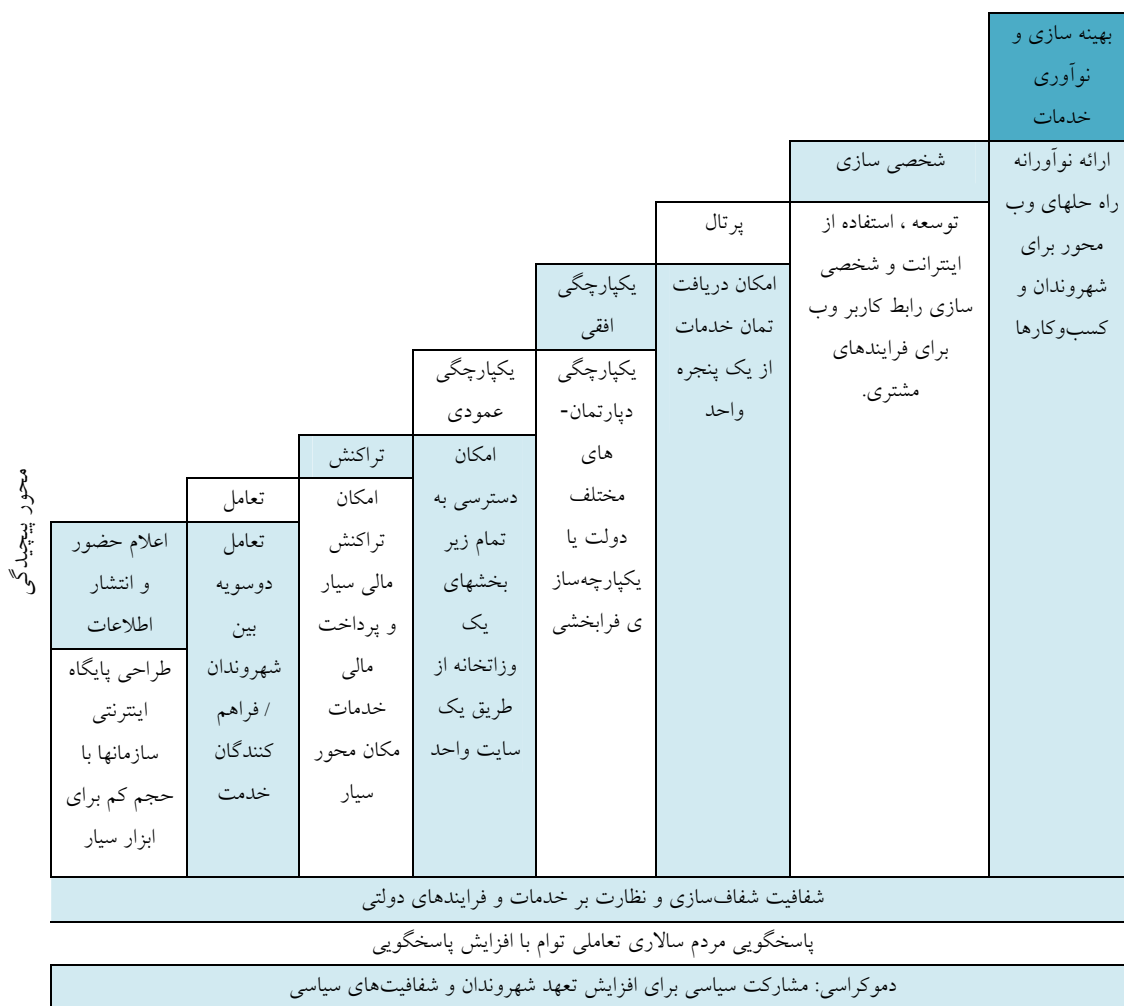 بهینه سازی و
نوآوری
خدمات
ارائه نوآورانه
راه حلهای وب
محور برای
شهروندان و
کسب‌وکارها
شخصی سازی
توسعه ، استفاده از
اینترانت و شخصی
سازی رابط کاربر وب
برای فرایندهای
مشتری.
پرتال
امکان دریافت
تمان خدمات
از یک پنجره
واحد
یکپارچگی
افقی
یکپارچگی
دپارتمان-
های
مختلف
دولت یا
یکپارچه‌ساز
ی فرابخشی
یکپارچگی
عمودی
امکان
دسترسی به
تمام زیر
بخشهای
یک
وزاتخانه از
طریق یک
سایت واحد
تراکنش
امکان
تراکنش
مالی سیار
و پرداخت
مالی
خدمات
مکان محور
سیار
تعامل
تعامل
دوسویه
بین
شهروندان
/ فراهم
کنندگان
خدمت
اعلام حضور
و انتشار
اطلاعات
طراحی پایگاه
اینترنتی
سازمانها با
حجم کم برای
ابزار سیار
محور پیچیدگی
شفافیت شفاف‌سازی و نظارت بر خدمات و فرایندهای دولتی
پاسخگویی مردم سالاری تعاملی توام با افزایش پاسخگویی
دموکراسی: مشارکت سیاسی برای افزایش تعهد شهروندان و شفافیت‌های سیاسی